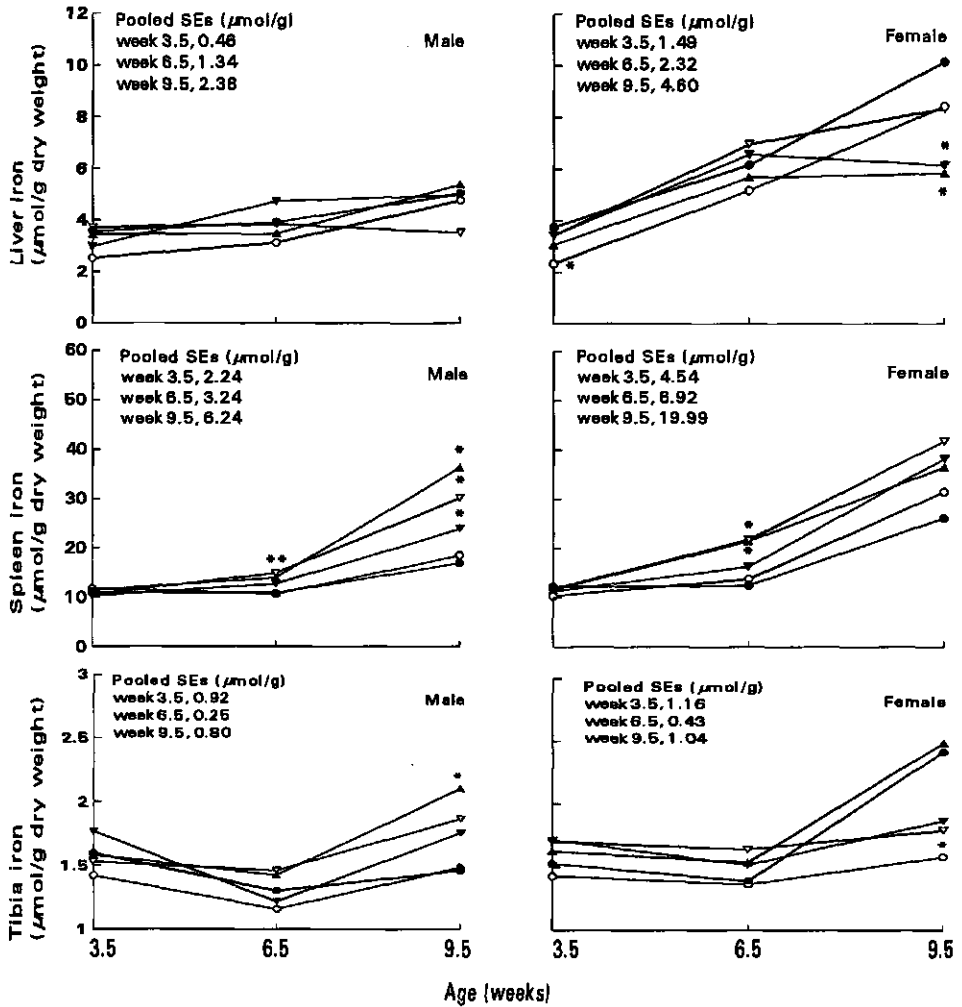 Liver iron
(μmol/g dry weight)
12
10
8
6
4
2
0
Pooled SEs (μmol/g)
week 3.5, 0.46
week 6.5, 1.34
week 9.5, 2.38
Male
Pooled SEs (μmol/g)
week 3.5, 1.49
week 6.5, 2.32
week 9.5, 4.60
Female
*
*
*
Spleen iron
(μmol/g dry weight)
60
50
40
30
20
10
0
Pooled SEs (μmol/g)
week 3.5, 2.24
week 6.5, 3.24
week 9.5, 6.24
Male
**
*
*
*
Pooled SEs (μmol/g)
week 3.5, 4.54
week 6.5, 6.92
week 9.5, 19.99
Female
*
*
Tibia iron
(μmol/g dry weight)
3
2.5
2
1.5
1
Pooled SEs (μmol/g)
week 3.5, 0.92
week 6.5, 0.25
week 9.5, 0.80
Male
*
3.5
6.5
9.5
Pooled SEs (μmol/g)
week 3.5, 1.16
week 6.5, 0.43
week 9.5, 1.04
Female
*
3.5
6.5
9.5
Age (weeks)